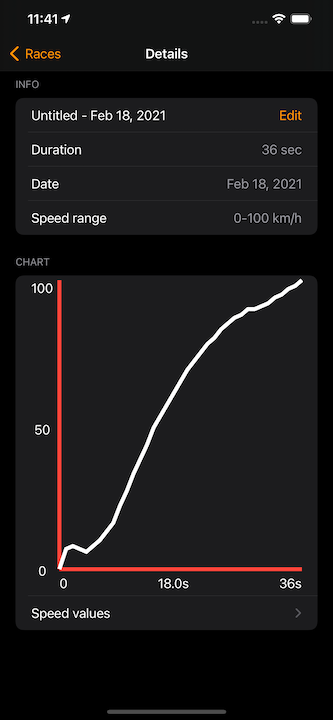 11:41
Races
Details
INFO
Untitled - Feb 18, 2021 Edit
Duration 36 sec
Date Feb 18, 2021
Speed range 0-100 km/h
CHART
100
50
0
0 18.0s 36s
Speed values